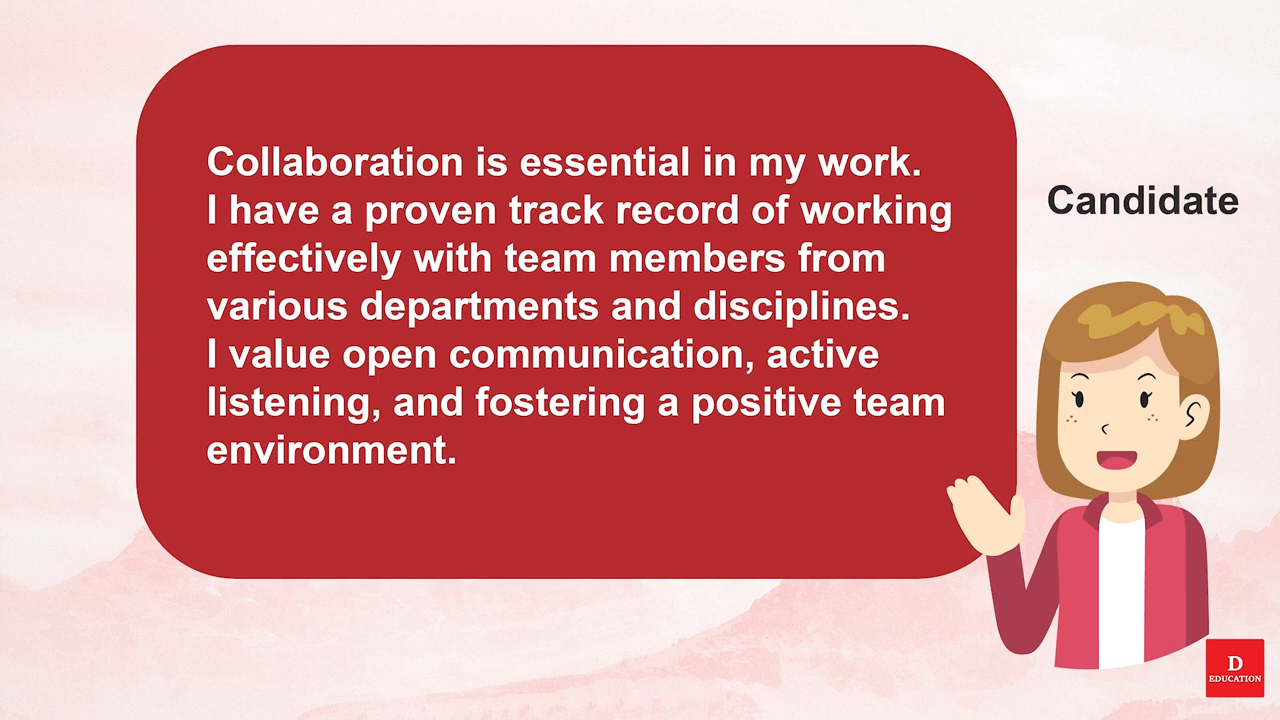 Collaboration is essential in my work.
I have a proven track record of working
effectively with team members from
various departments and disciplines.
I value open communication, active
listening, and fostering a positive team
environment.
Candidate
D
EDUCATION